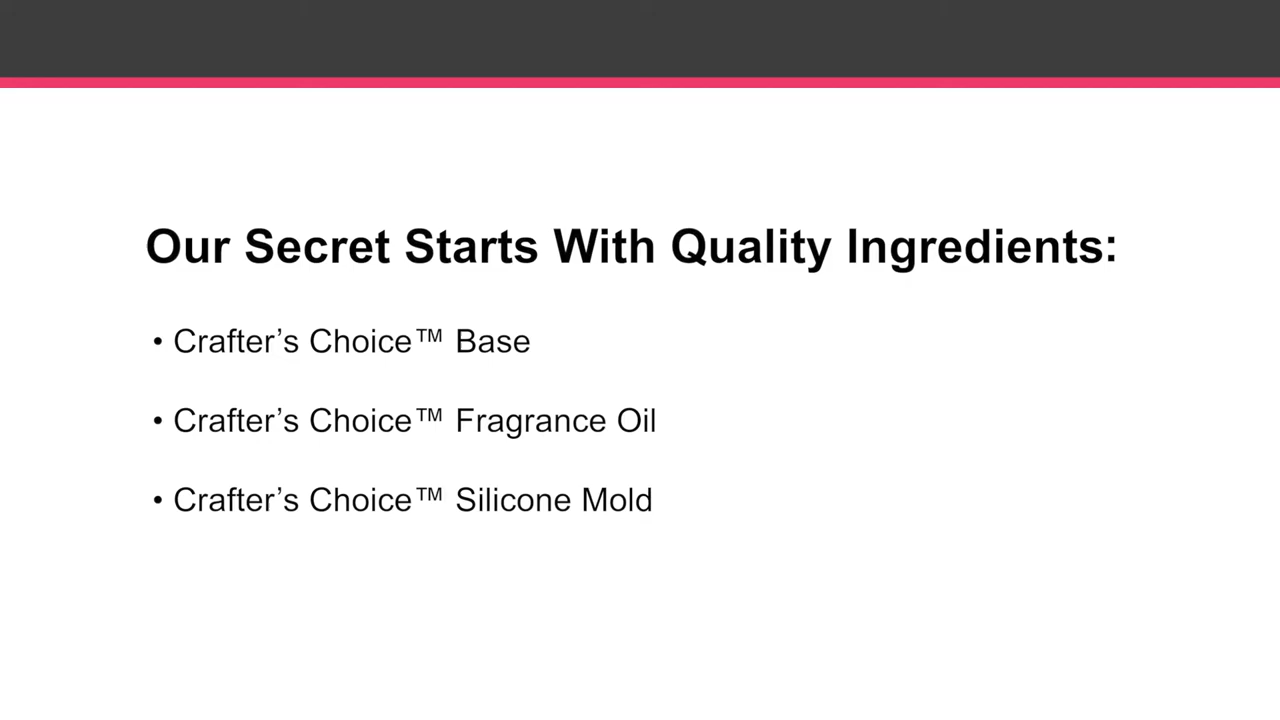 Our Secret Starts With Quality Ingredients:
• Crafter’s Choice™ Base
• Crafter’s Choice™ Fragrance Oil
• Crafter’s Choice™ Silicone Mold